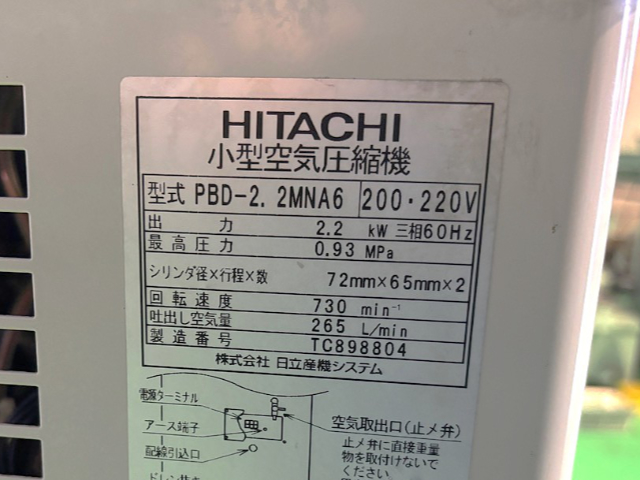 HITACHI
小型空気圧縮機
型式 PBD-2.2MNA6 200・220V
出力 2.2 kW 三相60Hz
最高圧力 0.93 MPa
シリンダ径×行程×数 72mm×65mm×2
回転速度 730 min⁻¹
吐出し空気量 265 L/min
製造番号 TC898804
株式会社 日立産機システム
電源ターミナル
アース端子
配線引込口
空気取出口(止メ弁)
止メ弁に直接重量
物を取付けないで
ください